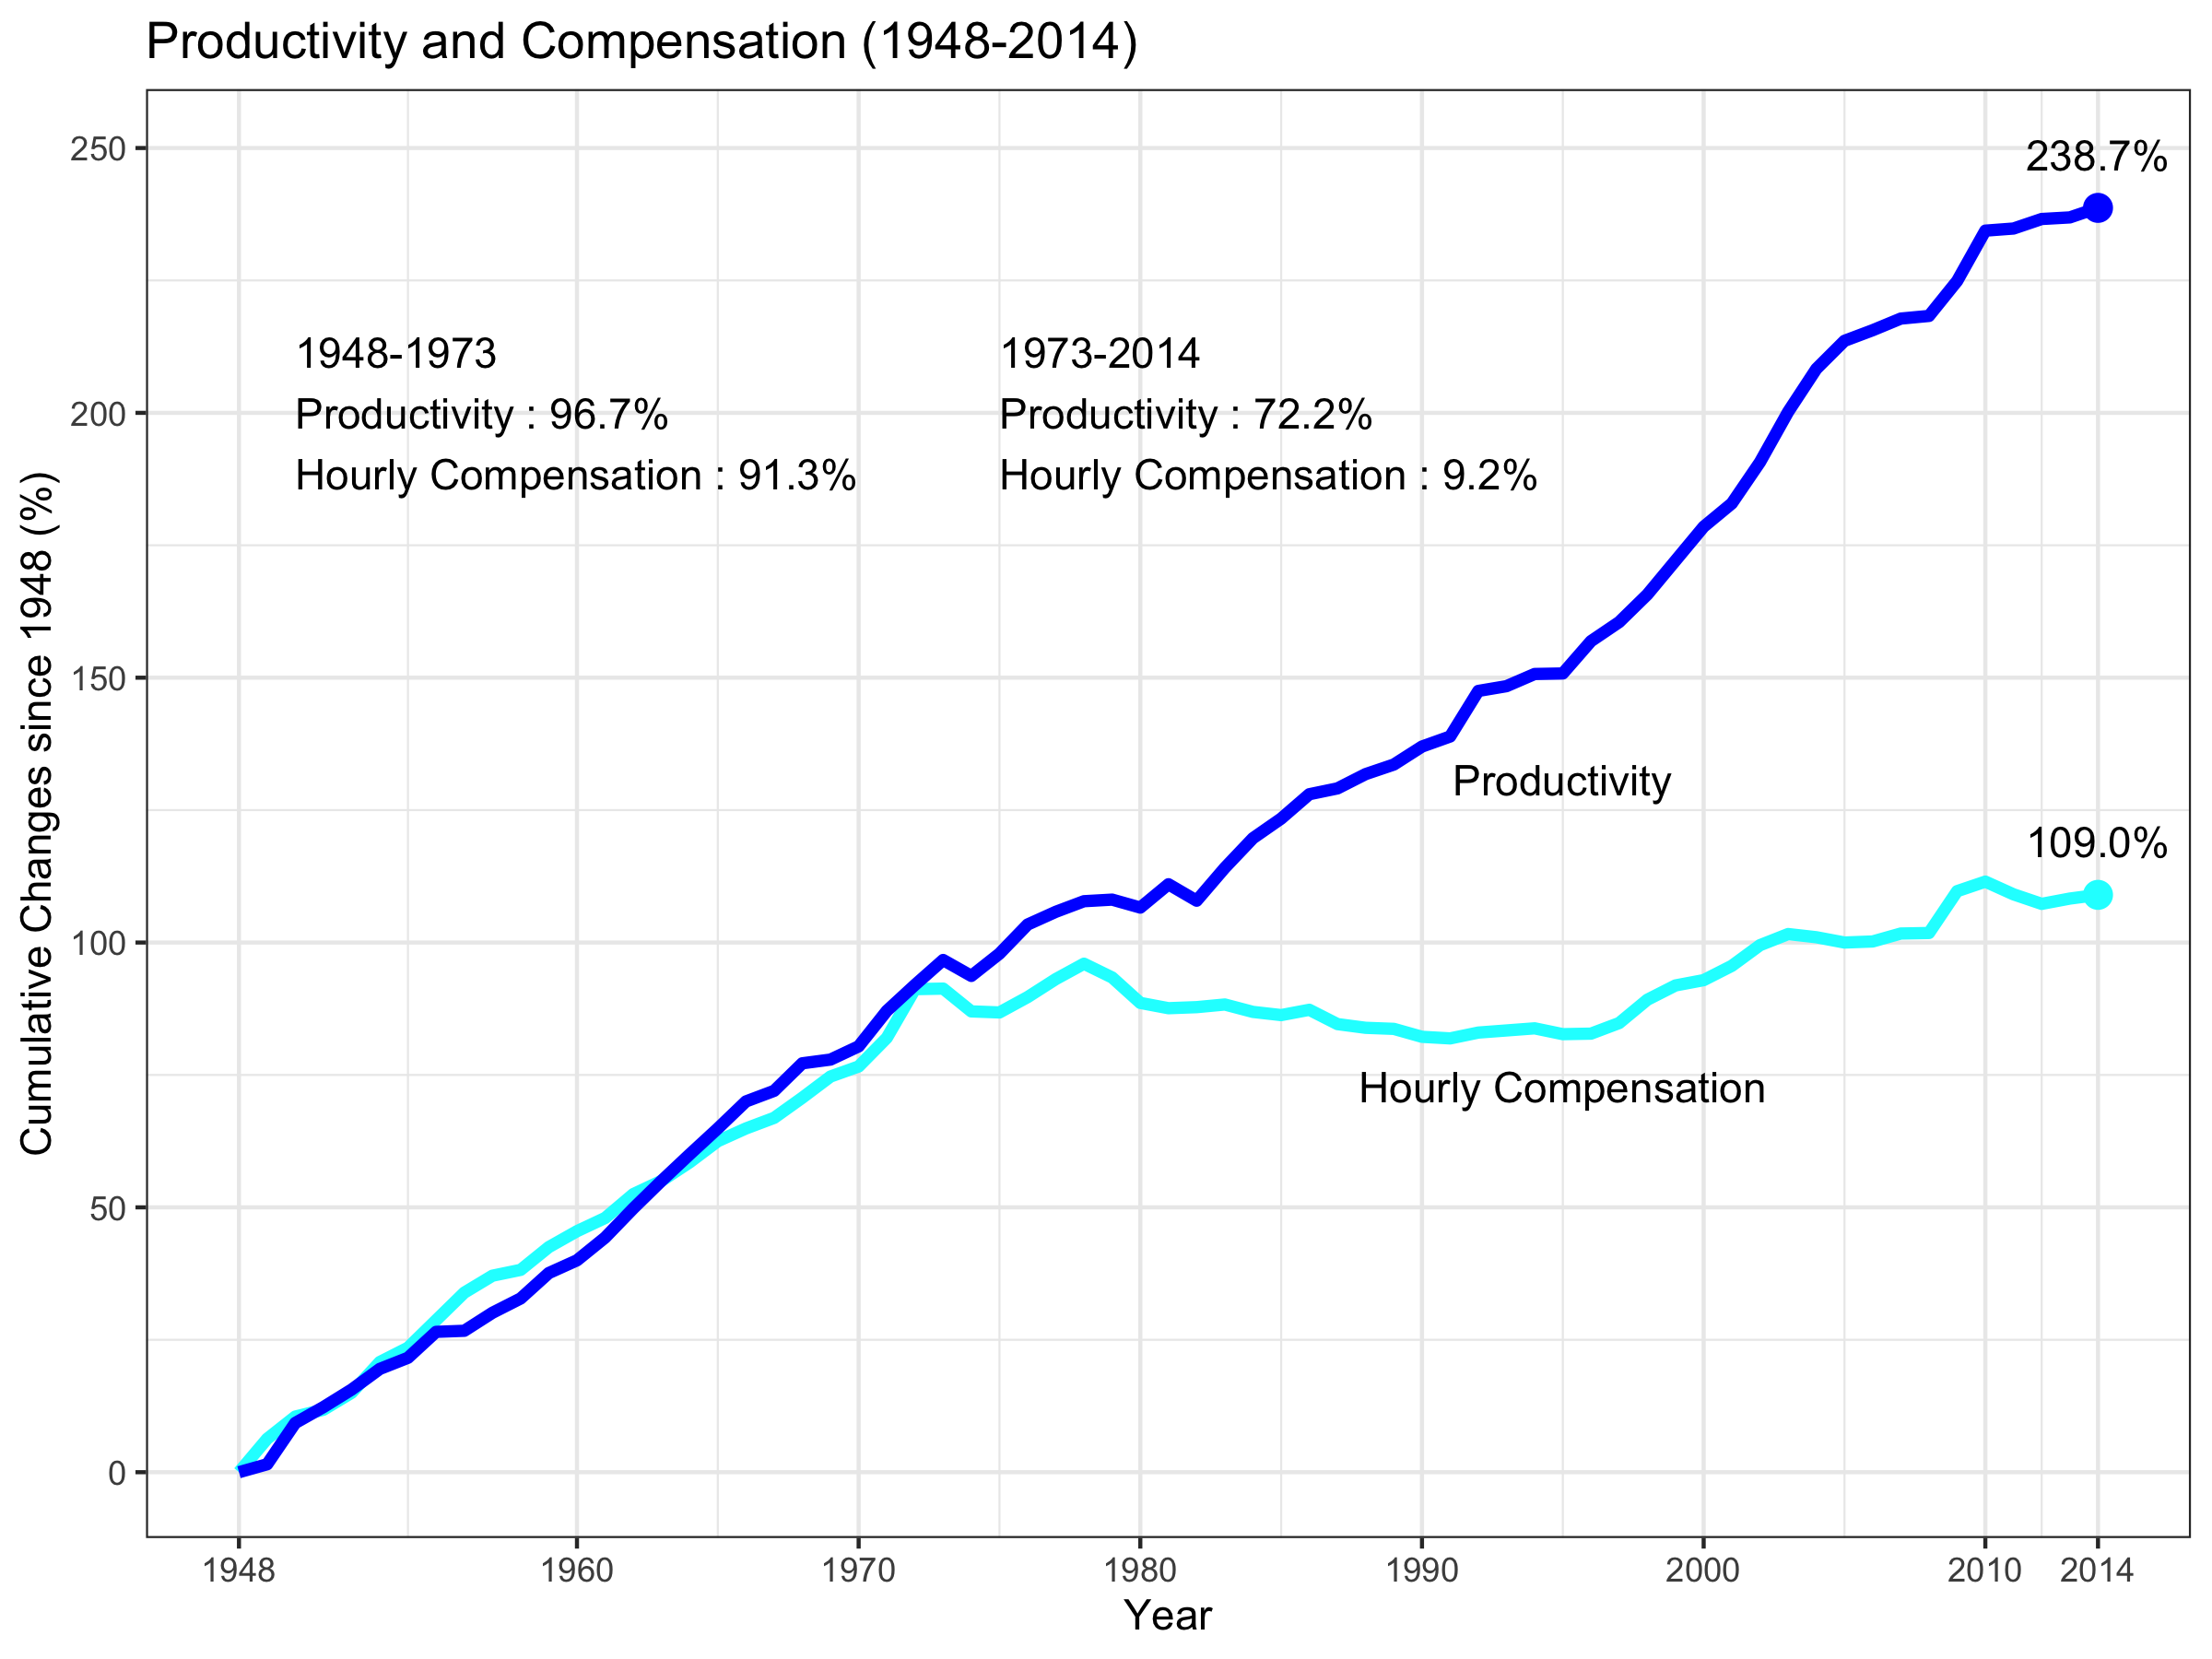 Productivity and Compensation (1948-2014)
Cumulative Changes since 1948 (%)
250
200
150
100
50
0
238.7%
1948-1973
Productivity : 96.7%
Hourly Compensation : 91.3%
1973-2014
Productivity : 72.2%
Hourly Compensation : 9.2%
Productivity
109.0%
Hourly Compensation
1948 1960 1970 1980 1990 2000 2010 2014
Year